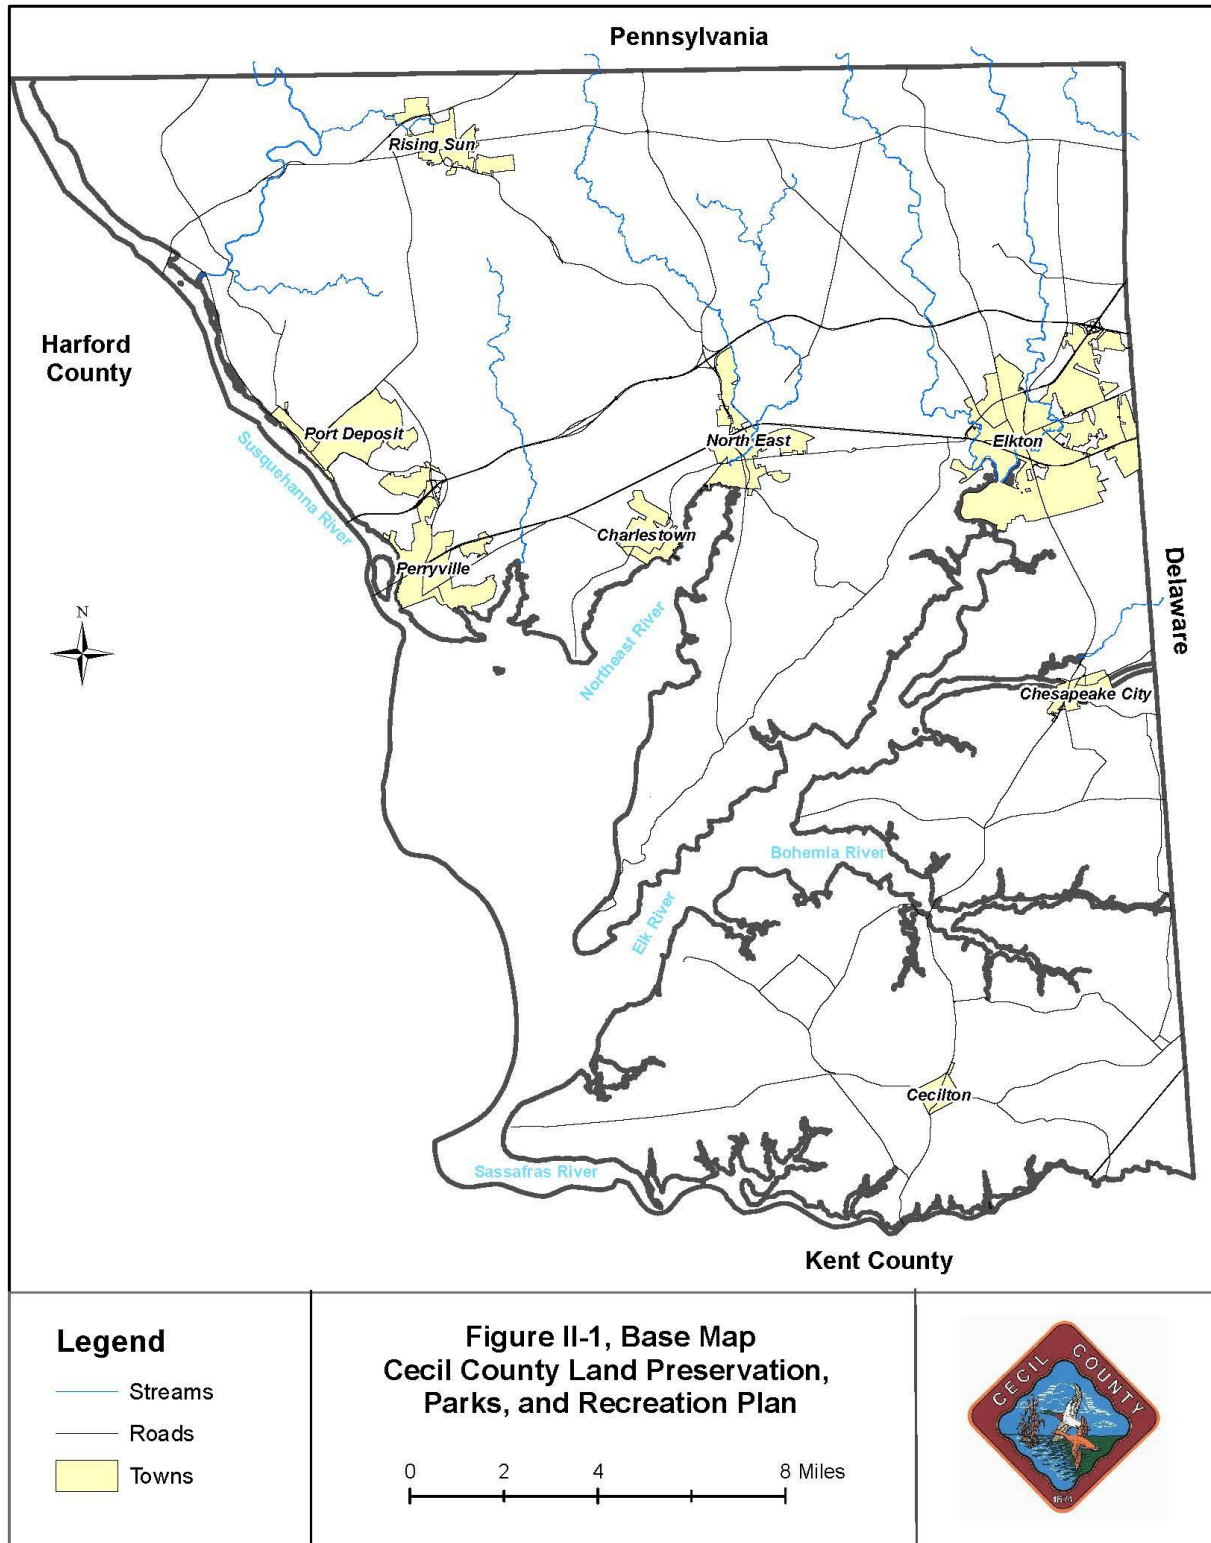 Pennsylvania
Rising Sun
Harford
County
Port Deposit
North East
Elkton
Susquehanna River
Charlestown
Perryville
Delaware
N
Northeast River
Chesapeake City
Bohemia River
Elk River
Cecilton
Sassafras River
Kent County
Legend
Streams
Roads
Towns
Figure II-1, Base Map
Cecil County Land Preservation,
Parks, and Recreation Plan
0 2 4 8 Miles
CECIL COUNTY
1674